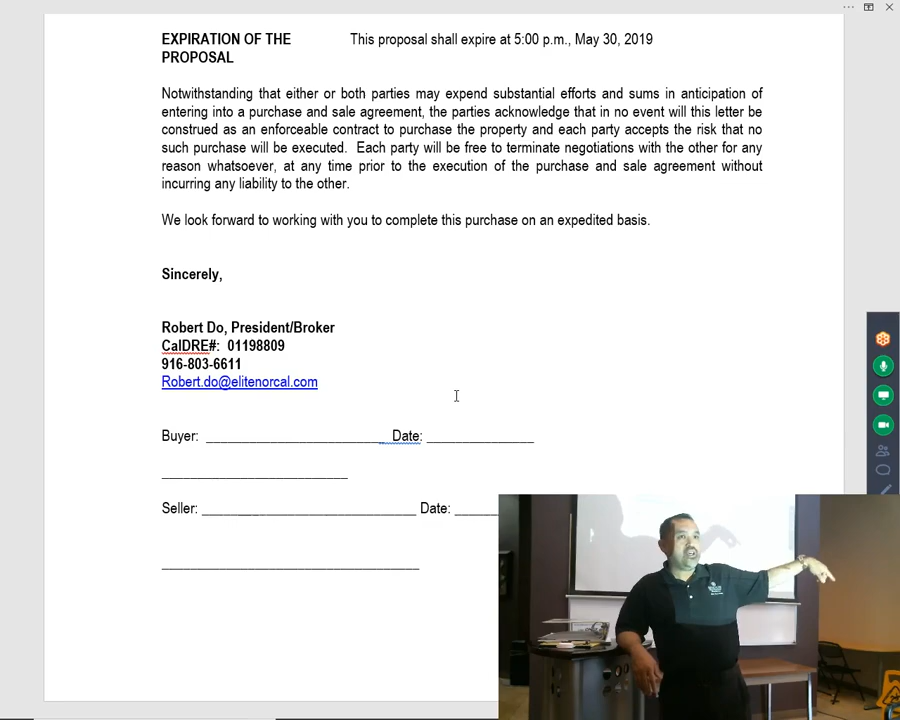 EXPIRATION OF THE This proposal shall expire at 5:00 p.m., May 30, 2019
PROPOSAL
Notwithstanding that either or both parties may expend substantial efforts and sums in anticipation of
entering into a purchase and sale agreement, the parties acknowledge that in no event will this letter be
construed as an enforceable contract to purchase the property and each party accepts the risk that no
such purchase will be executed. Each party will be free to terminate negotiations with the other for any
reason whatsoever, at any time prior to the execution of the purchase and sale agreement without
incurring any liability to the other.
We look forward to working with you to complete this purchase on an expedited basis.
Sincerely,
Robert Do, President/Broker
CalDRE#: 01198809
916-803-6611
Robert.do@elitenorcal.com
Buyer: _________________________ Date: _______________
__________________________
Seller: ______________________________ Date: ______
____________________________________